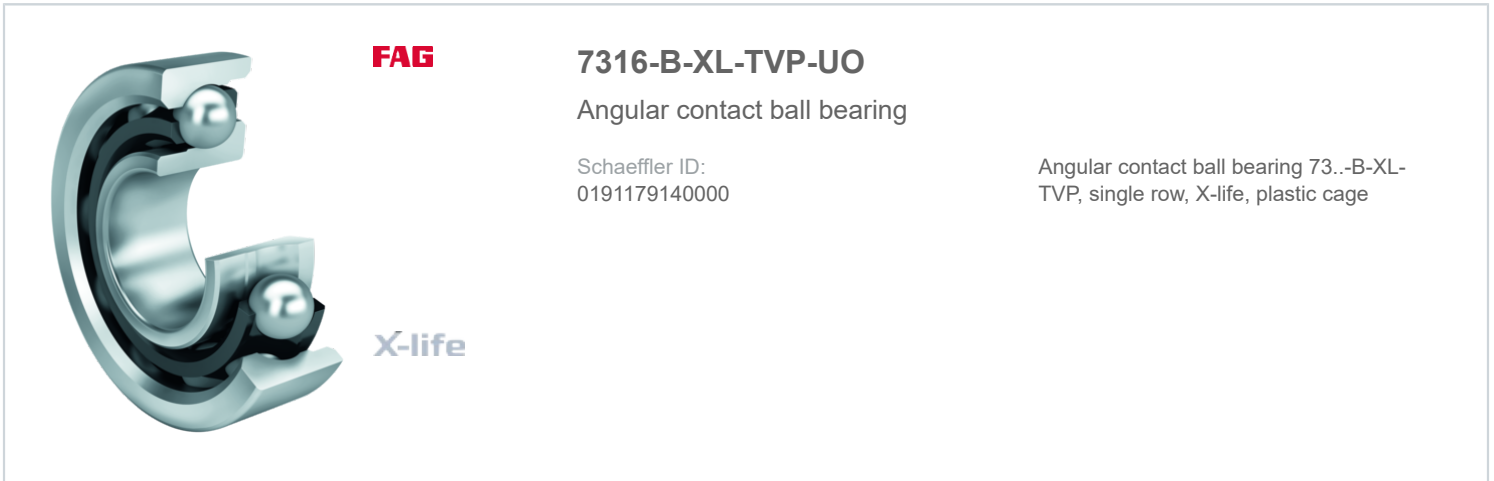 FAG
7316-B-XL-TVP-UO
Angular contact ball bearing
Schaeffler ID:
0191179140000
Angular contact ball bearing 73..-B-XL-
TVP, single row, X-life, plastic cage
X-life